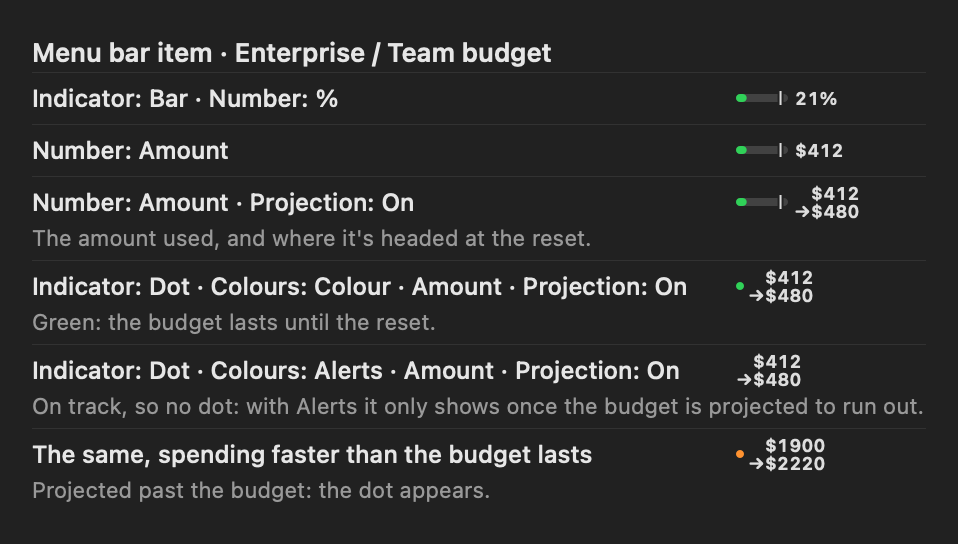 Menu bar item · Enterprise / Team budget
Indicator: Bar · Number: %
21%
Number: Amount
$412
Number: Amount · Projection: On
$412
→$480
The amount used, and where it's headed at the reset.
Indicator: Dot · Colours: Colour · Amount · Projection: On
$412
→$480
Green: the budget lasts until the reset.
Indicator: Dot · Colours: Alerts · Amount · Projection: On
$412
→$480
On track, so no dot: with Alerts it only shows once the budget is projected to run out.
The same, spending faster than the budget lasts
$1900
→$2220
Projected past the budget: the dot appears.